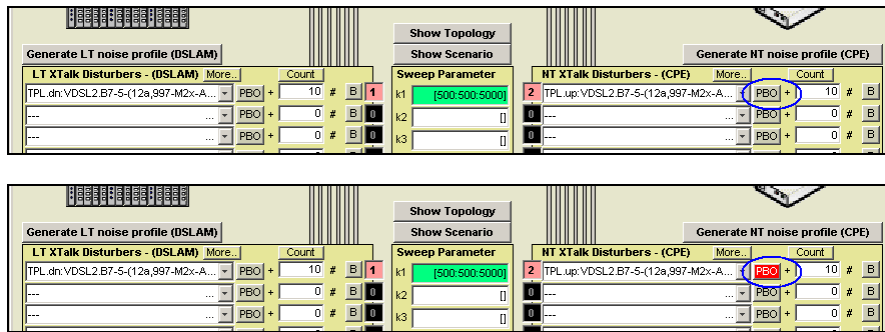 Show Topology
Generate LT noise profile (DSLAM) Show Scenario Generate NT noise profile (CPE)
LT XTalk Disturbers - (DSLAM) More.. Count Sweep Parameter NT XTalk Disturbers - (CPE) More.. Count
TPL.dn:VDSL2.B7-5-(12a,997-M2x-A... PBO + 10 # B 1 k1 [500:500:5000] 2 TPL.up:VDSL2.B7-5-(12a,997-M2x-A... PBO + 10 # B
--- ... PBO + 0 # B 0 k2 [] 0 --- ... PBO + 0 # B
--- ... PBO + 0 # B 0 k3 [] 0 --- ... PBO + 0 # B
Show Topology
Generate LT noise profile (DSLAM) Show Scenario Generate NT noise profile (CPE)
LT XTalk Disturbers - (DSLAM) More.. Count Sweep Parameter NT XTalk Disturbers - (CPE) More.. Count
TPL.dn:VDSL2.B7-5-(12a,997-M2x-A... PBO + 10 # B 1 k1 [500:500:5000] 2 TPL.up:VDSL2.B7-5-(12a,997-M2x-A... PBO + 10 # B
--- ... PBO + 0 # B 0 k2 [] 0 --- ... PBO + 0 # B
--- ... PBO + 0 # B 0 k3 [] 0 --- ... PBO + 0 # B